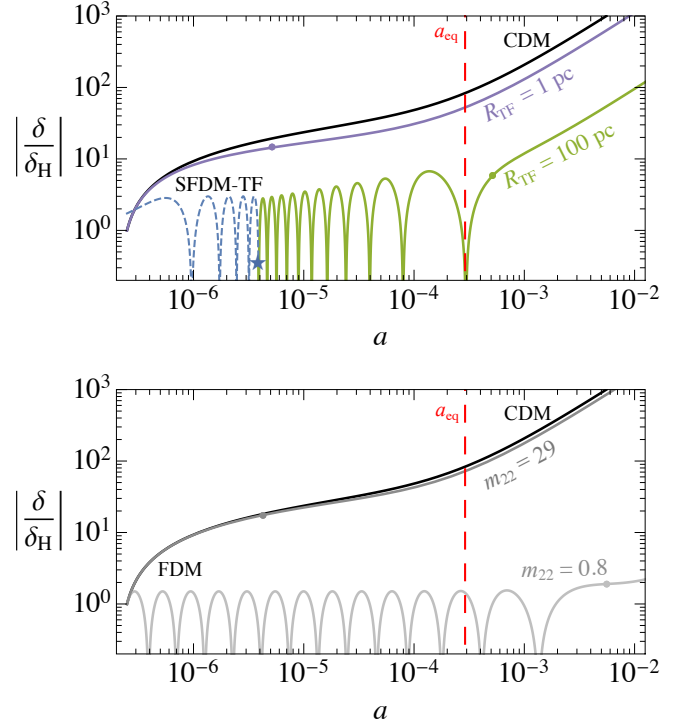 10³
a_eq
CDM
10²
R_TF = 1 pc
|δ/δ_H|
10¹
SFDM-TF
R_TF = 100 pc
10⁰
10⁻⁶ 10⁻⁵ 10⁻⁴ 10⁻³ 10⁻²
a
10³
a_eq
CDM
10²
m₂₂ = 29
|δ/δ_H|
10¹
FDM
m₂₂ = 0.8
10⁰
10⁻⁶ 10⁻⁵ 10⁻⁴ 10⁻³ 10⁻²
a